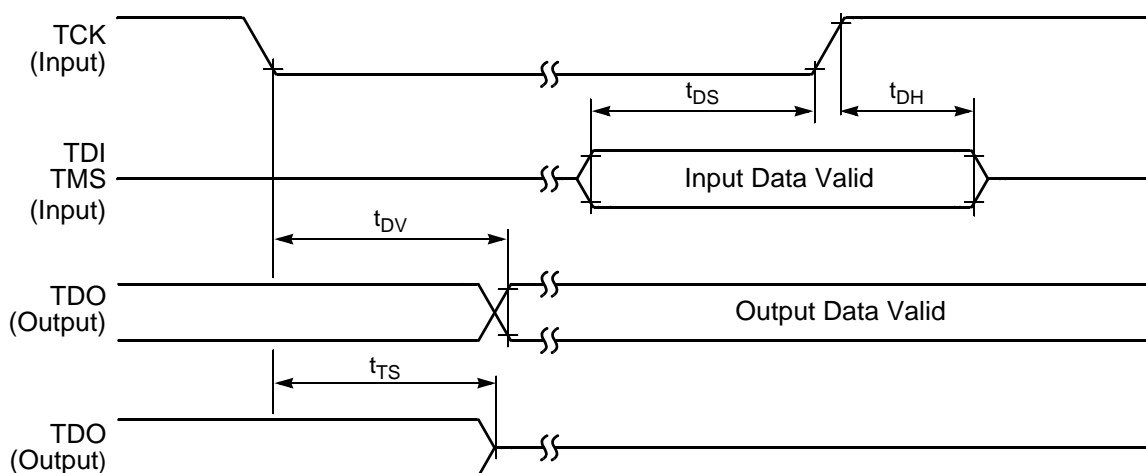 TCK
(Input)
tDS
tDH
TDI
TMS
(Input)
Input Data Valid
tDV
TDO
(Output)
Output Data Valid
tTS
TDO
(Output)